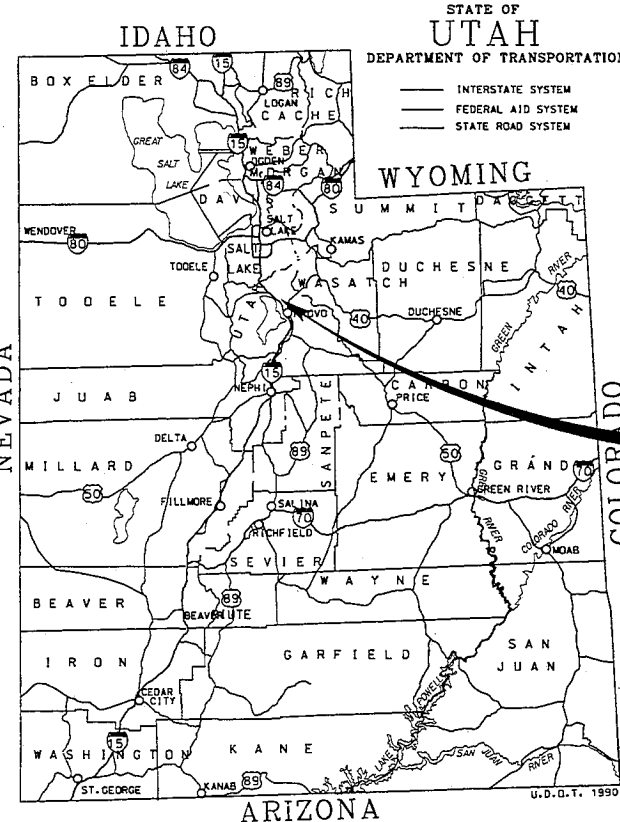 STATE OF
UTAH
DEPARTMENT OF TRANSPORTATION
INTERSTATE SYSTEM
FEDERAL AID SYSTEM
STATE ROAD SYSTEM
IDAHO
WYOMING
NEVADA
COLORADO
ARIZONA
BOX ELDER
84
15
89
LOGAN
RICH
CACHE
GREAT
SALT
LAKE
15
WEBER
OGDEN
MORGAN
84
80
DAVIS
SUMMIT
DAGGETT
WENDOVER
80
SALT
LAKE
KAMAS
TOOELE
SALT
LAKE
WASATCH
DUCHESNE
GREEN
RIVER
40
TOOELE
UTAH
PROVO
40
DUCHESNE
UINTAH
15
NEPHI
JUAB
CARBON
PRICE
SANPETE
DELTA
89
MILLARD
50
EMERY
50
GRAND
70
GREEN RIVER
FILLMORE
SALINA
70
RICHFIELD
GREEN
RIVER
COLORADO
RIVER
MOAB
SEVIER
WAYNE
BEAVER
BEAVER
89
PIUTE
IRON
GARFIELD
SAN
JUAN
CEDAR
CITY
LAKE
POWELL
WASHINGTON
15
KANE
SAN JUAN
RIVER
ST.GEORGE
KANAB
89
U.D.O.T. 1990